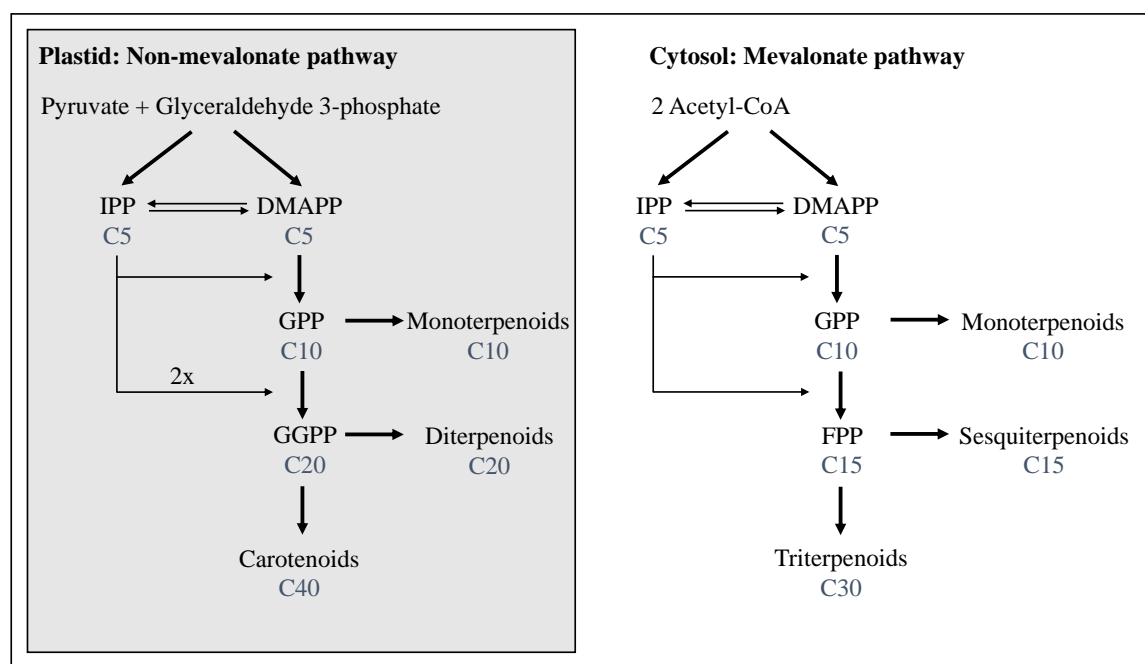 Plastid: Non-mevalonate pathway
Pyruvate + Glyceraldehyde 3-phosphate
IPP
DMAPP
C5
C5
GPP
Monoterpenoids
C10
C10
2x
GGPP
Diterpenoids
C20
C20
Carotenoids
C40
Cytosol: Mevalonate pathway
2 Acetyl-CoA
IPP
DMAPP
C5
C5
GPP
Monoterpenoids
C10
C10
FPP
Sesquiterpenoids
C15
C15
Triterpenoids
C30